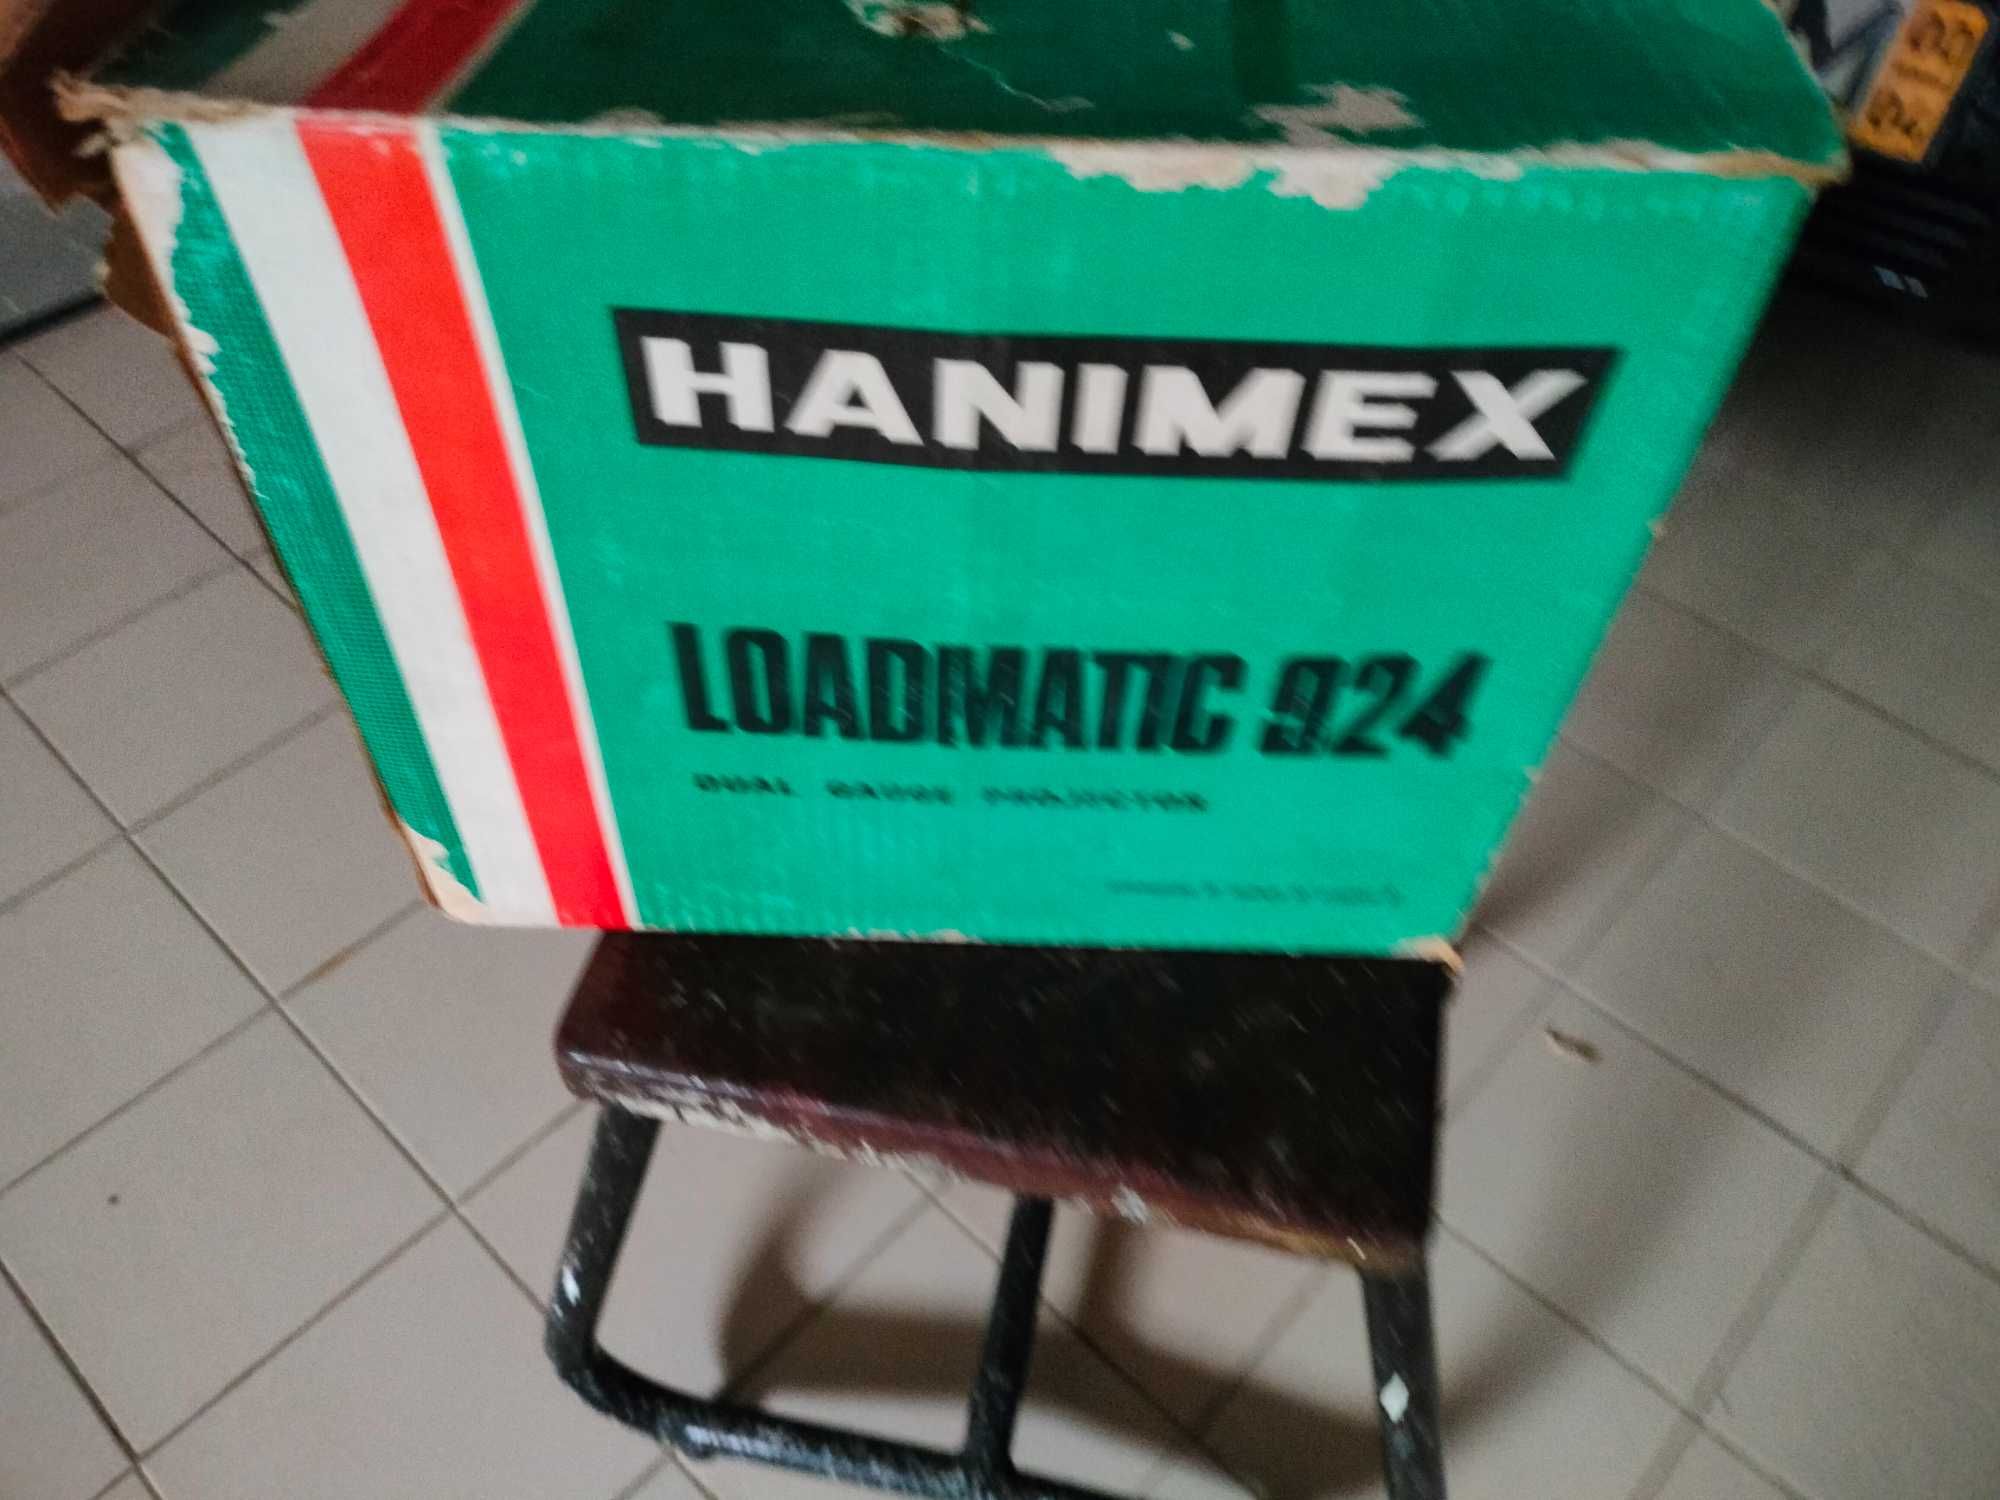 HANIMEX
LOADMATIC 924
DUAL GAUGE PROJECTOR